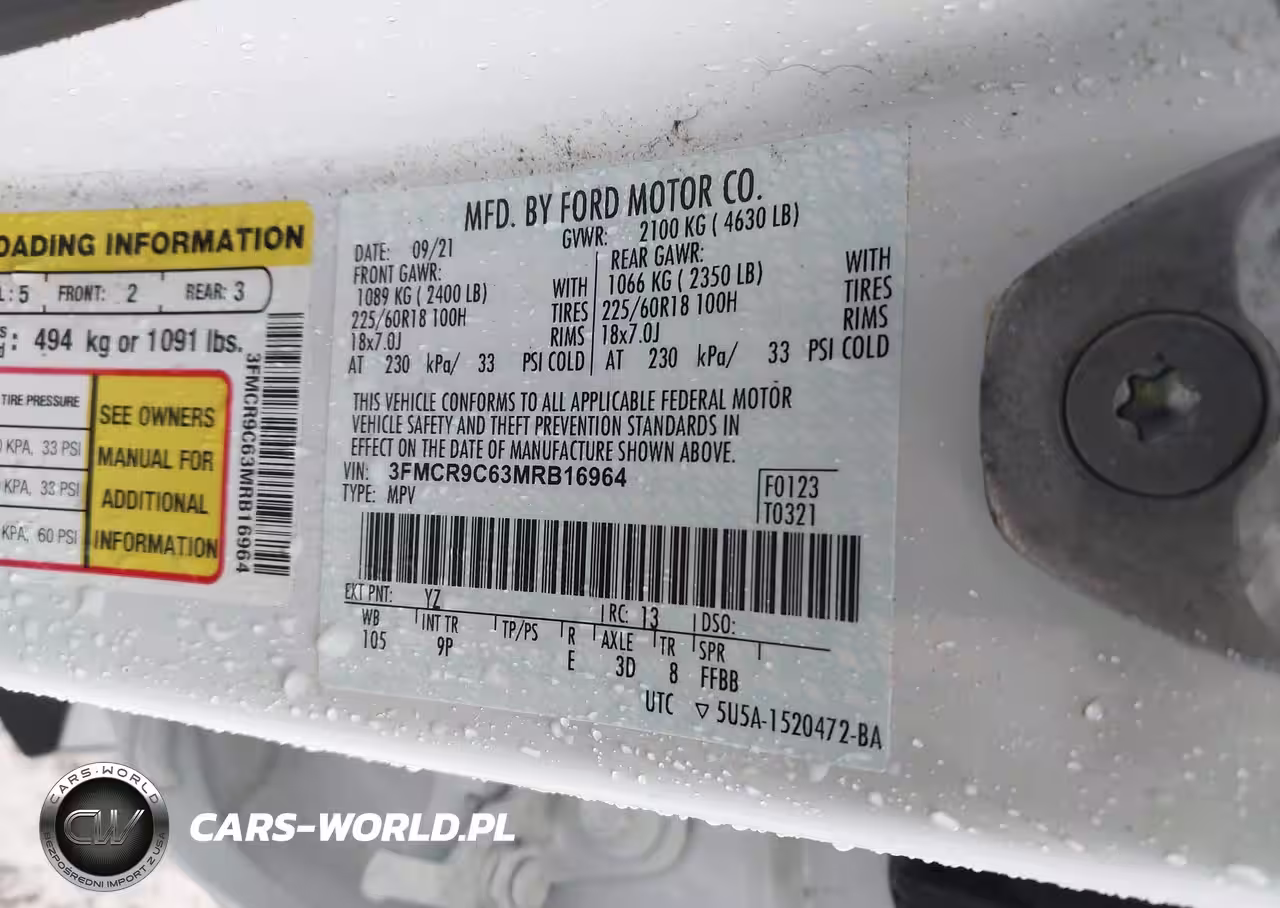 OADING INFORMATION
L: 5 FRONT: 2 REAR: 3
: 494 kg or 1091 lbs.
TIRE PRESSURE
KPA, 33 PSI
KPA, 33 PSI
KPA, 60 PSI
SEE OWNERS
MANUAL FOR
ADDITIONAL
INFORMATION
3FMCR9C63MRB16964
MFD. BY FORD MOTOR CO.
DATE: 09/21 GVWR: 2100 KG ( 4630 LB)
FRONT GAWR: REAR GAWR:
1089 KG ( 2400 LB) WITH 1066 KG ( 2350 LB) WITH
225/60R18 100H TIRES 225/60R18 100H TIRES
18x7.0J RIMS 18x7.0J RIMS
AT 230 kPa/ 33 PSI COLD AT 230 kPa/ 33 PSI COLD
THIS VEHICLE CONFORMS TO ALL APPLICABLE FEDERAL MOTOR
VEHICLE SAFETY AND THEFT PREVENTION STANDARDS IN
EFFECT ON THE DATE OF MANUFACTURE SHOWN ABOVE.
VIN: 3FMCR9C63MRB16964
TYPE: MPV
F0123
T0321
EXT PNT: YZ RC: 13 DSO:
WB INT TR TP/PS R AXLE TR SPR
105 9P E 3D 8 FFBB
UTC ▽ 5U5A-1520472-BA
CARS-WORLD
CW
BEZPOŚREDNI IMPORT Z USA
CARS-WORLD.PL